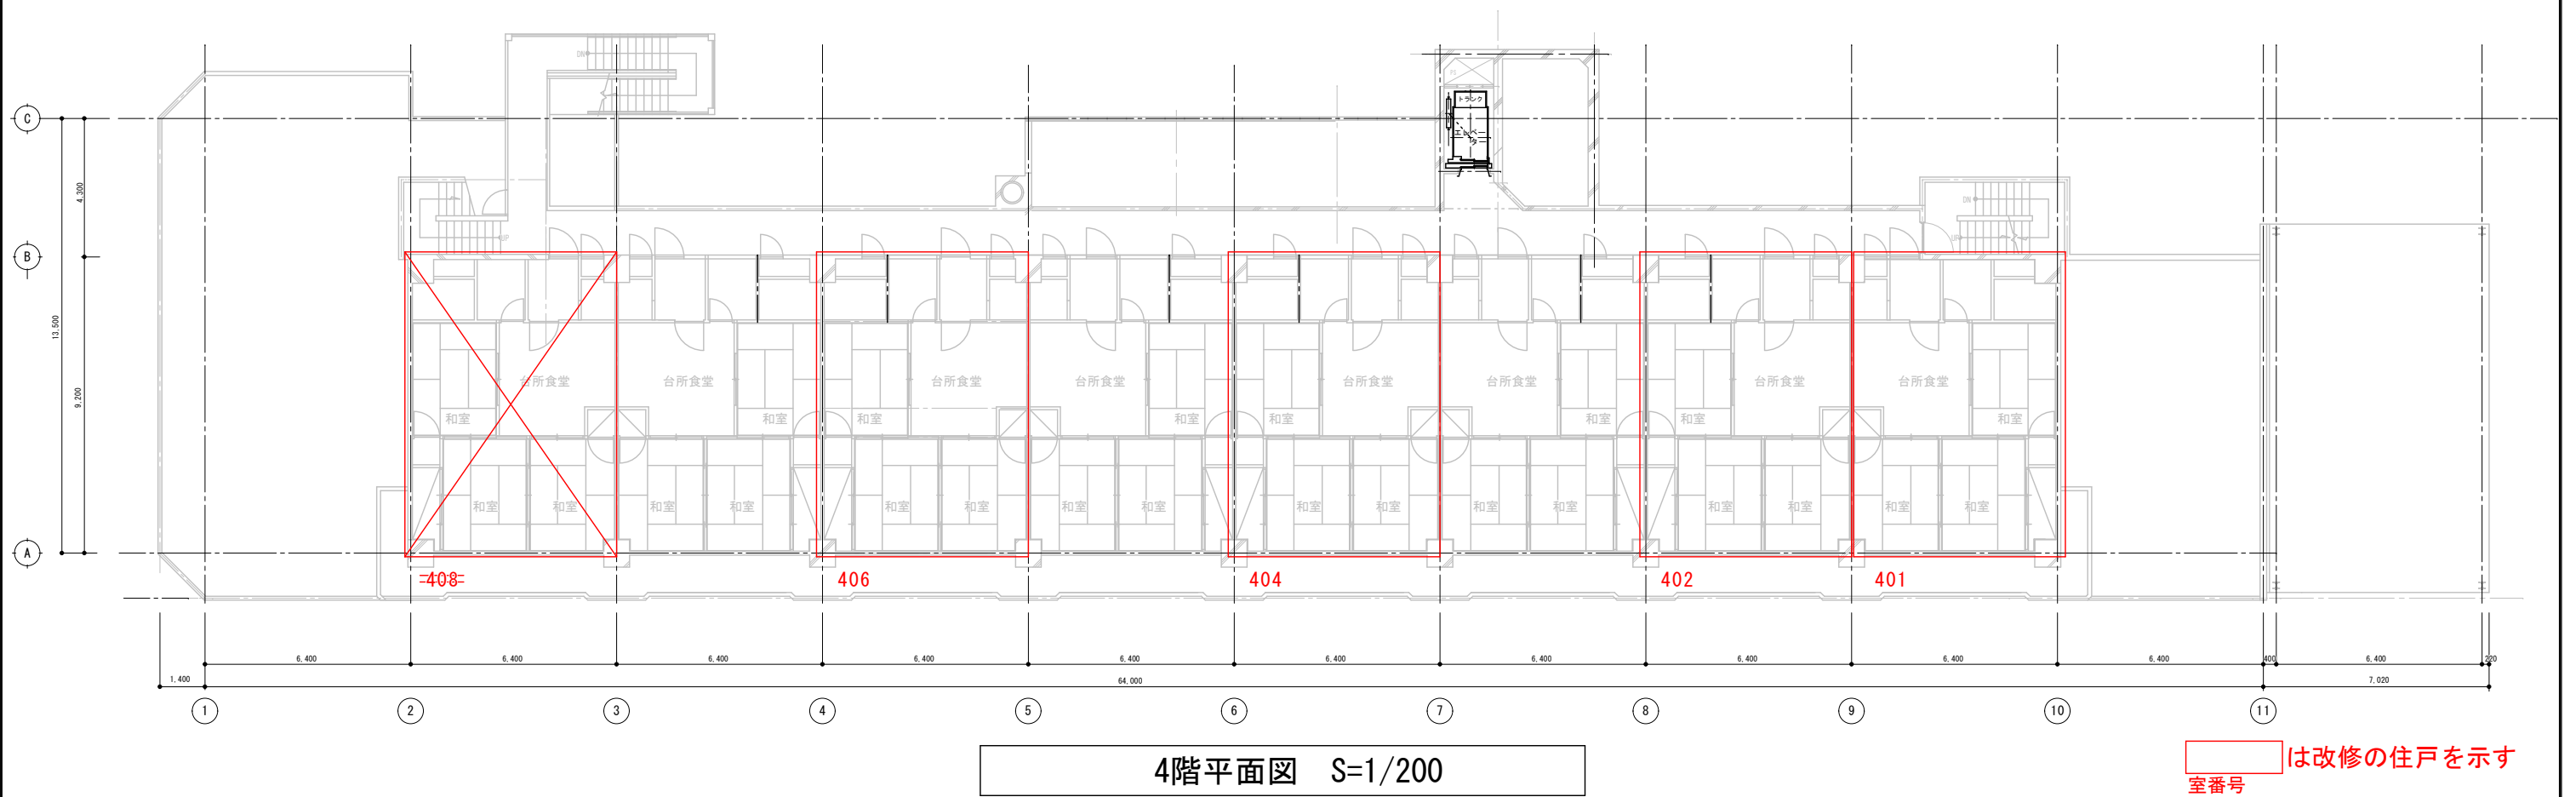 DN
PS
トランク
C
エレベーター
4,300
DN
UP
UP
B
13,500
9,200
台所食堂 台所食堂 台所食堂 台所食堂 台所食堂 台所食堂 台所食堂 台所食堂
和室 和室 和室 和室 和室 和室 和室 和室
和室 和室 和室 和室 和室 和室 和室 和室 和室 和室 和室 和室 和室 和室 和室 和室
A
408 406 404 402 401
6,400 6,400 6,400 6,400 6,400 6,400 6,400 6,400 6,400 6,400 400 6,400 220
1,400 64,000 7,020
1 2 3 4 5 6 7 8 9 10 11
4階平面図 S=1/200
は改修の住戸を示す
室番号